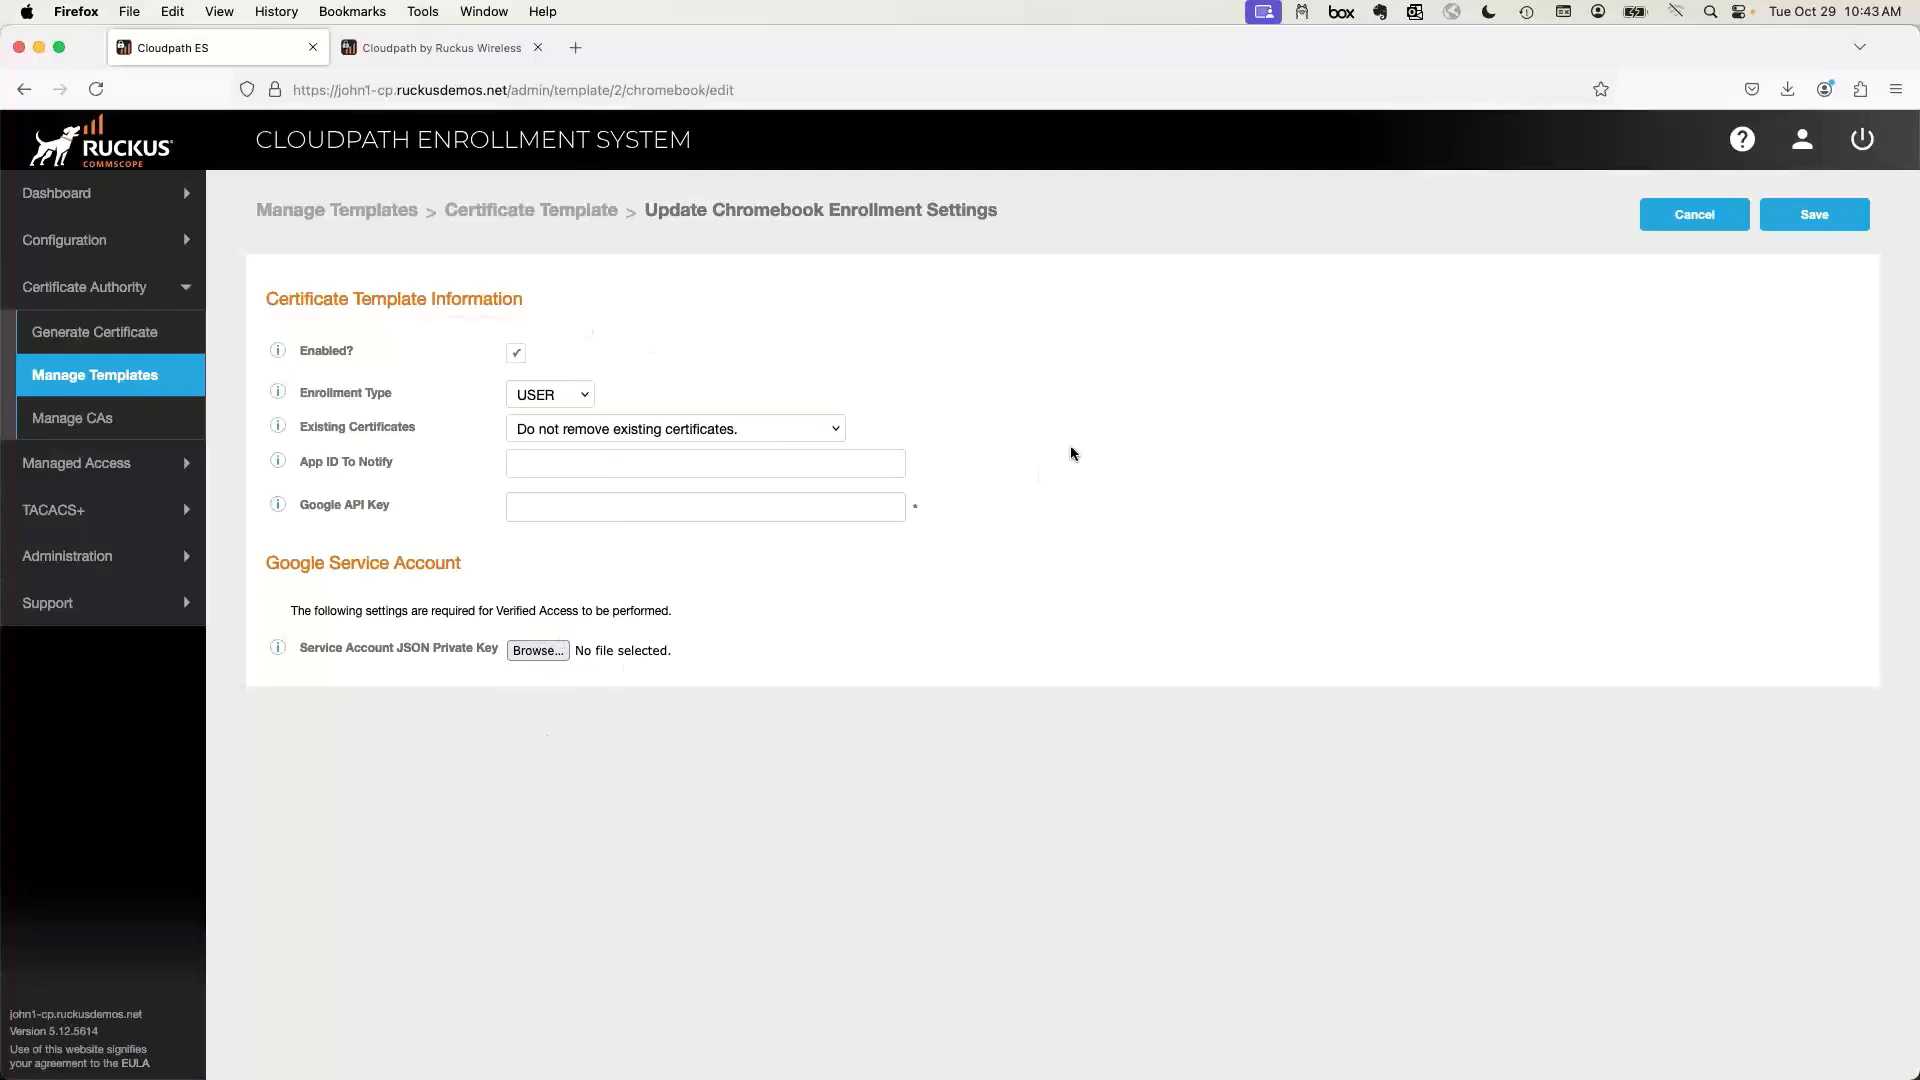 Firefox File Edit View History Bookmarks Tools Window Help box Tue Oct 29 10:43 AM
Cloudpath ES Cloudpath by Ruckus Wireless
https://john1-cp.ruckusdemos.net/admin/template/2/chromebook/edit
RUCKUS
COMMSCOPE
CLOUDPATH ENROLLMENT SYSTEM
Dashboard
Configuration
Certificate Authority
Generate Certificate
Manage Templates
Manage CAs
Managed Access
TACACS+
Administration
Support
john1-cp.ruckusdemos.net
Version 5.12.5614
Use of this website signifies
your agreement to the EULA
Manage Templates > Certificate Template > Update Chromebook Enrollment Settings
Cancel Save
Certificate Template Information
Enabled?
Enrollment Type USER
Existing Certificates Do not remove existing certificates.
App ID To Notify
Google API Key *
Google Service Account
The following settings are required for Verified Access to be performed.
Service Account JSON Private Key Browse... No file selected.